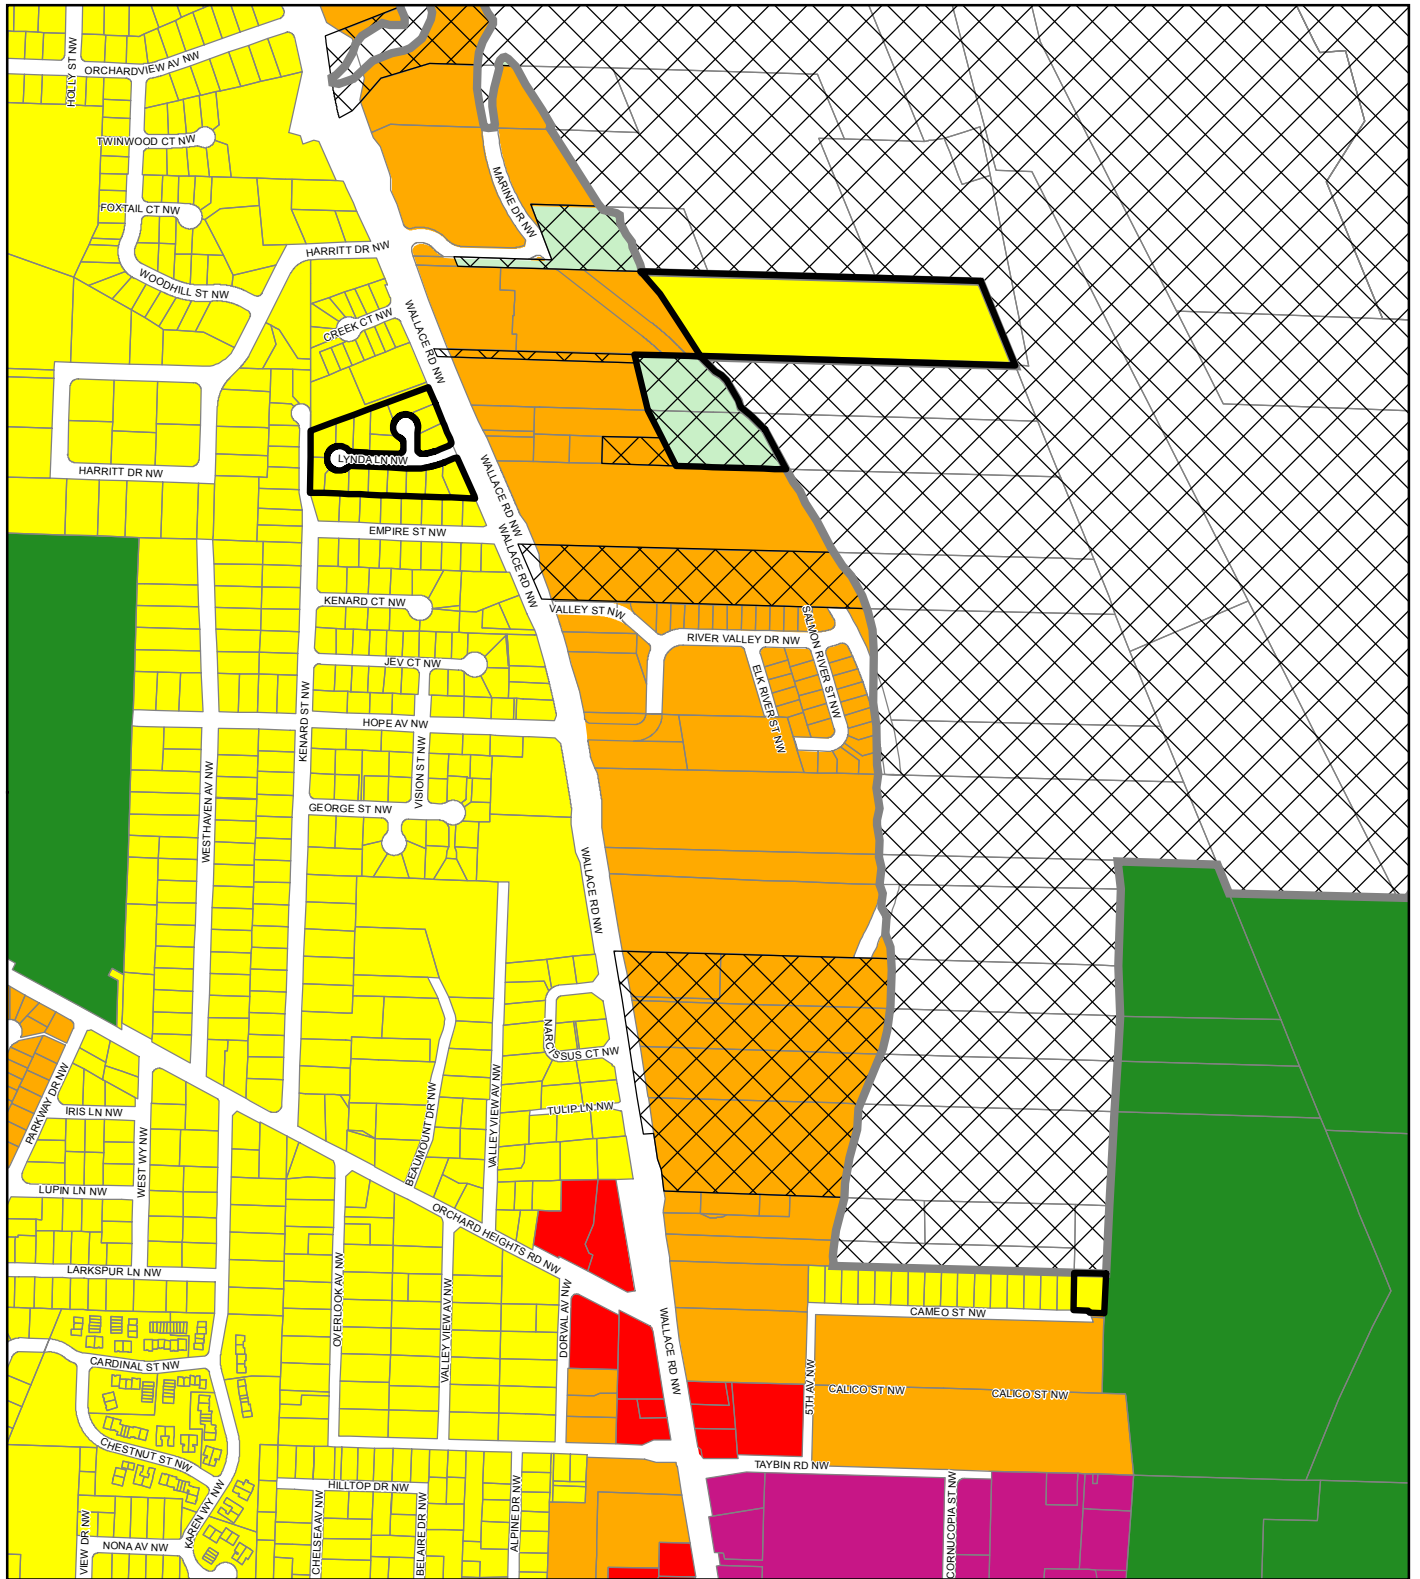 HOLLY ST NW
ORCHARDVIEW AV NW
TWINWOOD CT NW
FOXTAIL CT NW
MARINE DR NW
HARRITT DR NW
WOODHILL ST NW
CREEK CT NW
WALLACE RD NW
LYNDA LN NW
HARRITT DR NW
WALLACE RD NW
EMPIRE ST NW
WALLACE RD NW
KENARD CT NW
VALLEY ST NW
SALMON RIVER ST NW
RIVER VALLEY DR NW
JEV CT NW
ELK RIVER ST NW
KENARD ST NW
HOPE AV NW
VISION ST NW
WESTHAVEN AV NW
GEORGE ST NW
WALLACE RD NW
NARCISSUS CT NW
PARKWAY DR NW
BEAUMOUNT DR NW
VALLEY VIEW AV NW
IRIS LN NW
TULIP LN NW
WEST WY NW
LUPIN LN NW
ORCHARD HEIGHTS RD NW
LARKSPUR LN NW
OVERLOOK AV NW
VALLEY VIEW AV NW
DORVAL AV NW
WALLACE RD NW
CAMEO ST NW
CARDINAL ST NW
5TH AV NW
CALICO ST NW
CALICO ST NW
CHESTNUT ST NW
TAYBIN RD NW
KAREN WY NW
HILLTOP DR NW
CHELSEA AV NW
BELAIRE DR NW
ALPINE DR NW
CORNUCOPIA ST NW
VIEW DR NW
NONA AV NW